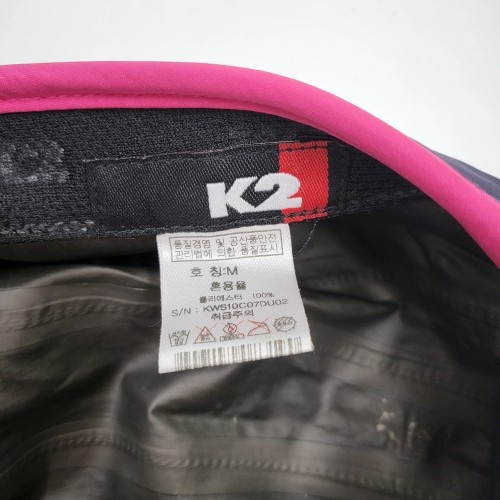 K2
품질경영 및 공산품안전
관리법에 의한 품질표시
호 칭:M
혼용율
폴리에스터 100%
S/N : KWS10C07DU02
취급주의